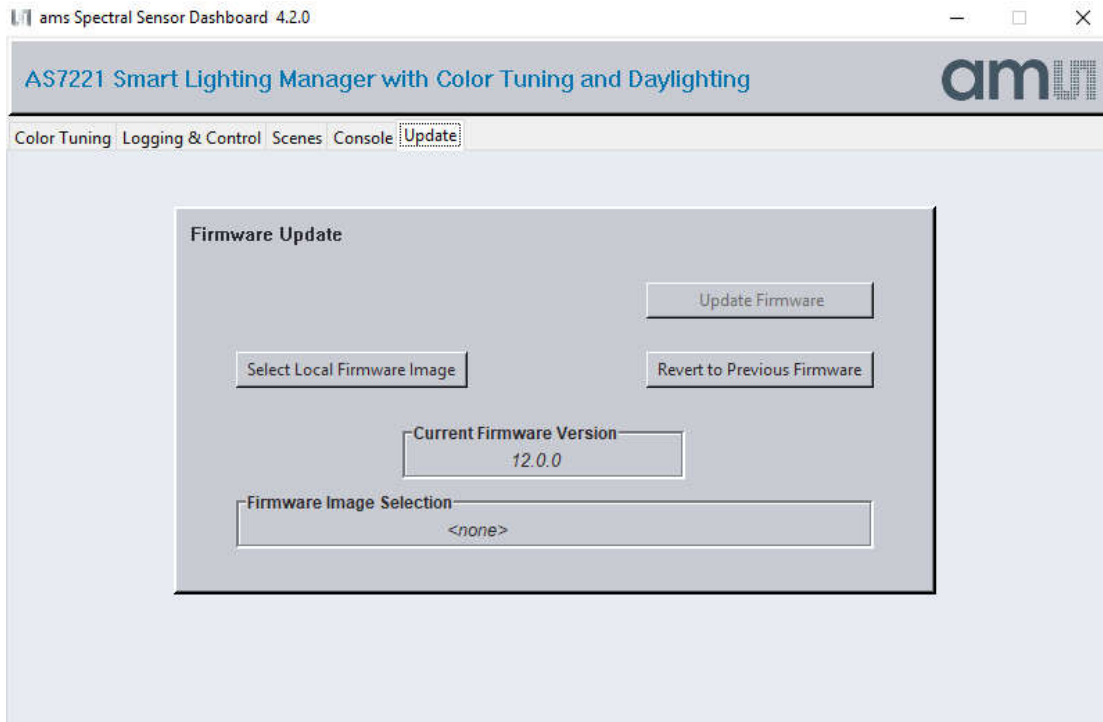 ams Spectral Sensor Dashboard 4.2.0
AS7221 Smart Lighting Manager with Color Tuning and Daylighting
am
Color Tuning Logging & Control Scenes Console Update
Firmware Update
Update Firmware
Select Local Firmware Image
Revert to Previous Firmware
Current Firmware Version
12.0.0
Firmware Image Selection
<none>